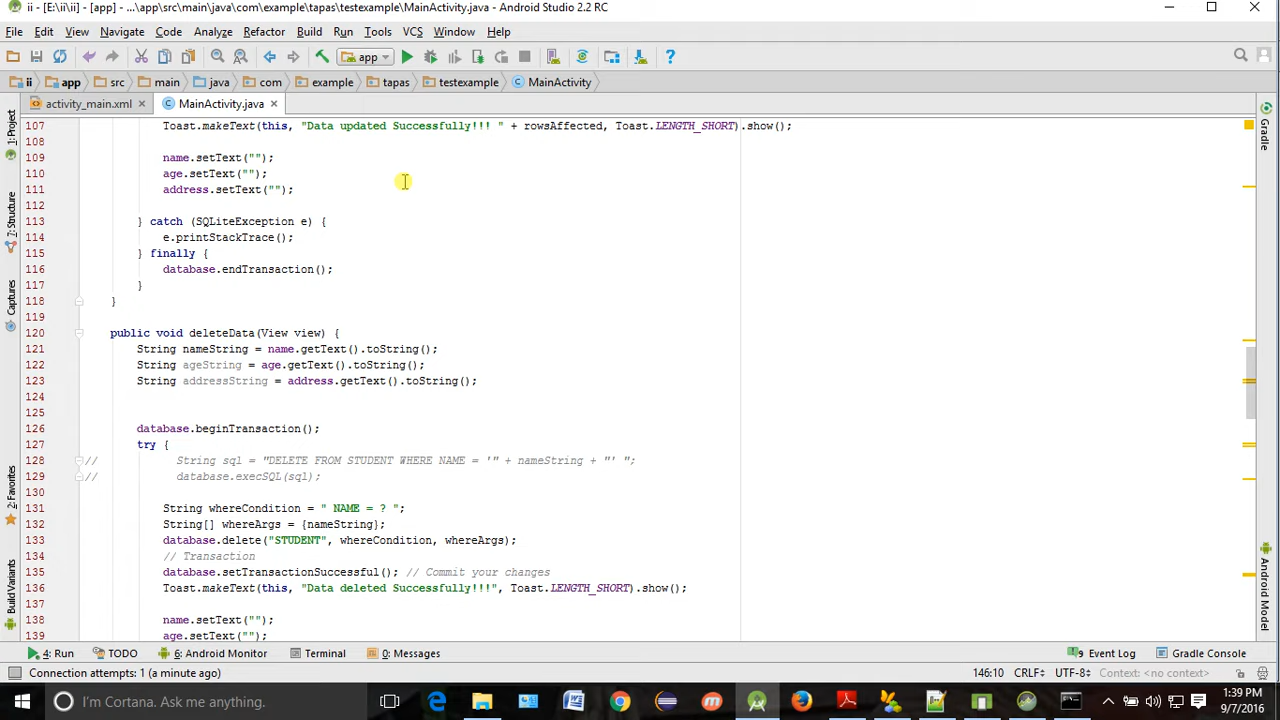 ii - [E:\ii\ii] - [app] - ...\app\src\main\java\com\example\tapas\testexample\MainActivity.java - Android Studio 2.2 RC
File Edit View Navigate Code Analyze Refactor Build Run Tools VCS Window Help
app
ii app src main java com example tapas testexample MainActivity
activity_main.xml MainActivity.java
1: Project
7: Structure
Captures
2: Favorites
Build Variants
107 Toast.makeText(this, "Data updated Successfully!!! " + rowsAffected, Toast.LENGTH_SHORT).show();
108
109 name.setText("");
110 age.setText("");
111 address.setText("");
112
113 } catch (SQLiteException e) {
114 e.printStackTrace();
115 } finally {
116 database.endTransaction();
117 }
118 }
119
120 public void deleteData(View view) {
121 String nameString = name.getText().toString();
122 String ageString = age.getText().toString();
123 String addressString = address.getText().toString();
124
125
126 database.beginTransaction();
127 try {
128 // String sql = "DELETE FROM STUDENT WHERE NAME = '" + nameString + "' ";
129 // database.execSQL(sql);
130
131 String whereCondition = " NAME = ? ";
132 String[] whereArgs = {nameString};
133 database.delete("STUDENT", whereCondition, whereArgs);
134 // Transaction
135 database.setTransactionSuccessful(); // Commit your changes
136 Toast.makeText(this, "Data deleted Successfully!!!", Toast.LENGTH_SHORT).show();
137
138 name.setText("");
139 age.setText("");
Gradle
Android Model
4: Run TODO 6: Android Monitor Terminal 0: Messages 9 Event Log Gradle Console
Connection attempts: 1 (a minute ago) 146:10 CRLF÷ UTF-8÷ Context: <no context>
I'm Cortana. Ask me anything.
1:39 PM
9/7/2016